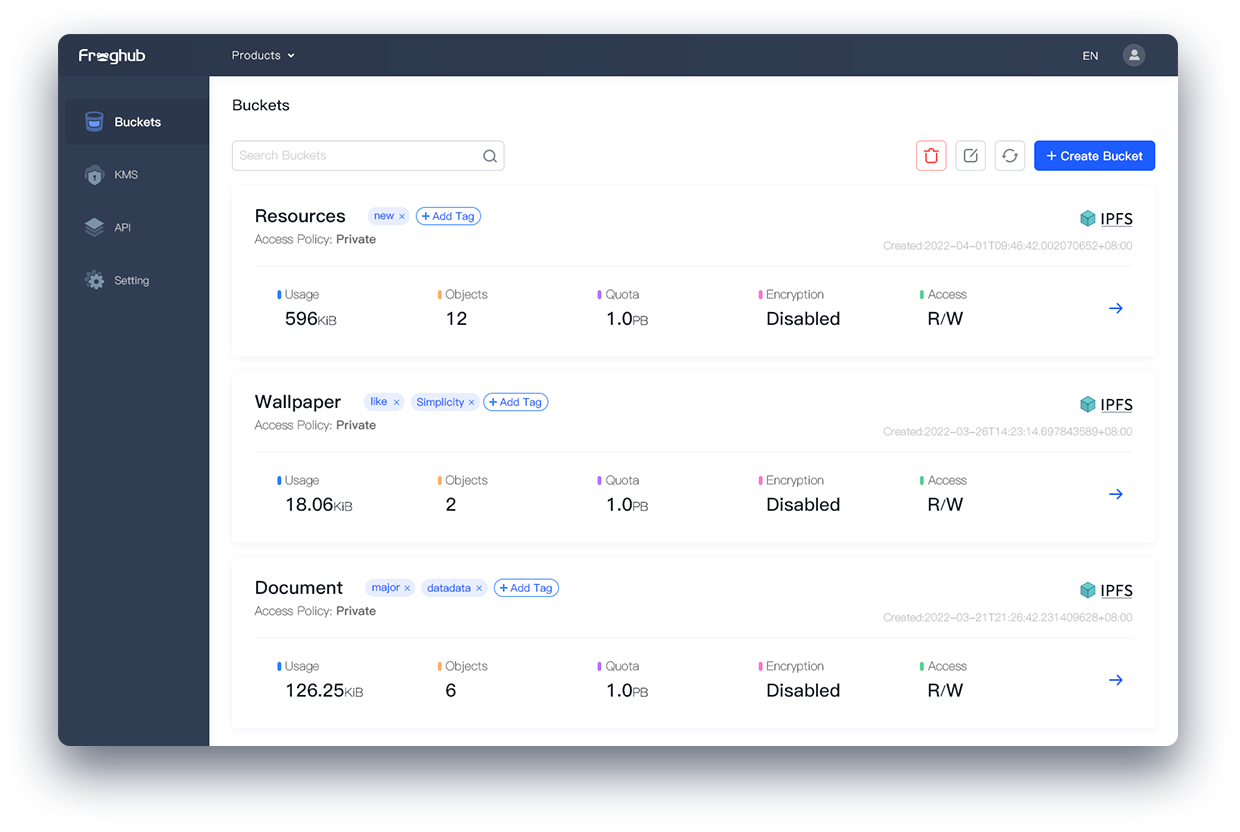 Froghub
Products
EN
Buckets
KMS
API
Setting
Buckets
Search Buckets
+ Create Bucket
Resources new × + Add Tag
IPFS
Access Policy: Private
Created:2022-04-01T09:46:42.002070652+08:00
Usage Objects Quota Encryption Access
596KiB 12 1.0PB Disabled R/W
Wallpaper like × Simplicity × + Add Tag
IPFS
Access Policy: Private
Created:2022-03-26T14:23:14.697843589+08:00
Usage Objects Quota Encryption Access
18.06KiB 2 1.0PB Disabled R/W
Document major × datadata × + Add Tag
IPFS
Access Policy: Private
Created:2022-03-21T21:26:42.231409628+08:00
Usage Objects Quota Encryption Access
126.25KiB 6 1.0PB Disabled R/W